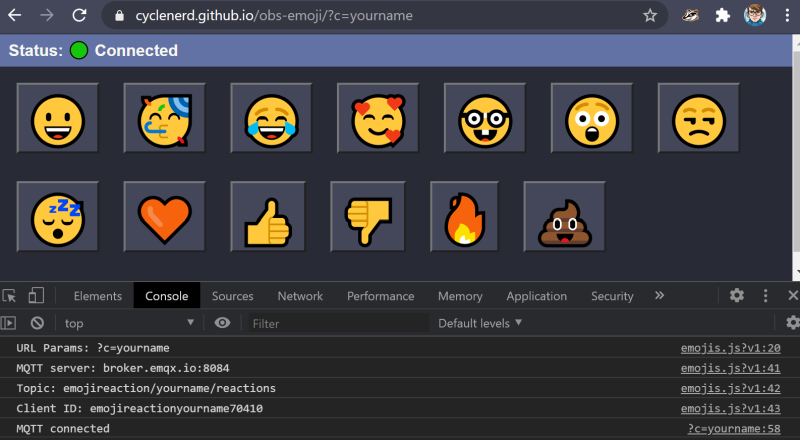 cyclenerd.github.io/obs-emoji/?c=yourname
Status: Connected
Elements Console Sources Network Performance Memory Application Security »
top Filter Default levels
URL Params: ?c=yourname emojis.js?v1:20
MQTT server: broker.emqx.io:8084 emojis.js?v1:41
Topic: emojireaction/yourname/reactions emojis.js?v1:42
Client ID: emojireactionyourname70410 emojis.js?v1:43
MQTT connected ?c=yourname:58